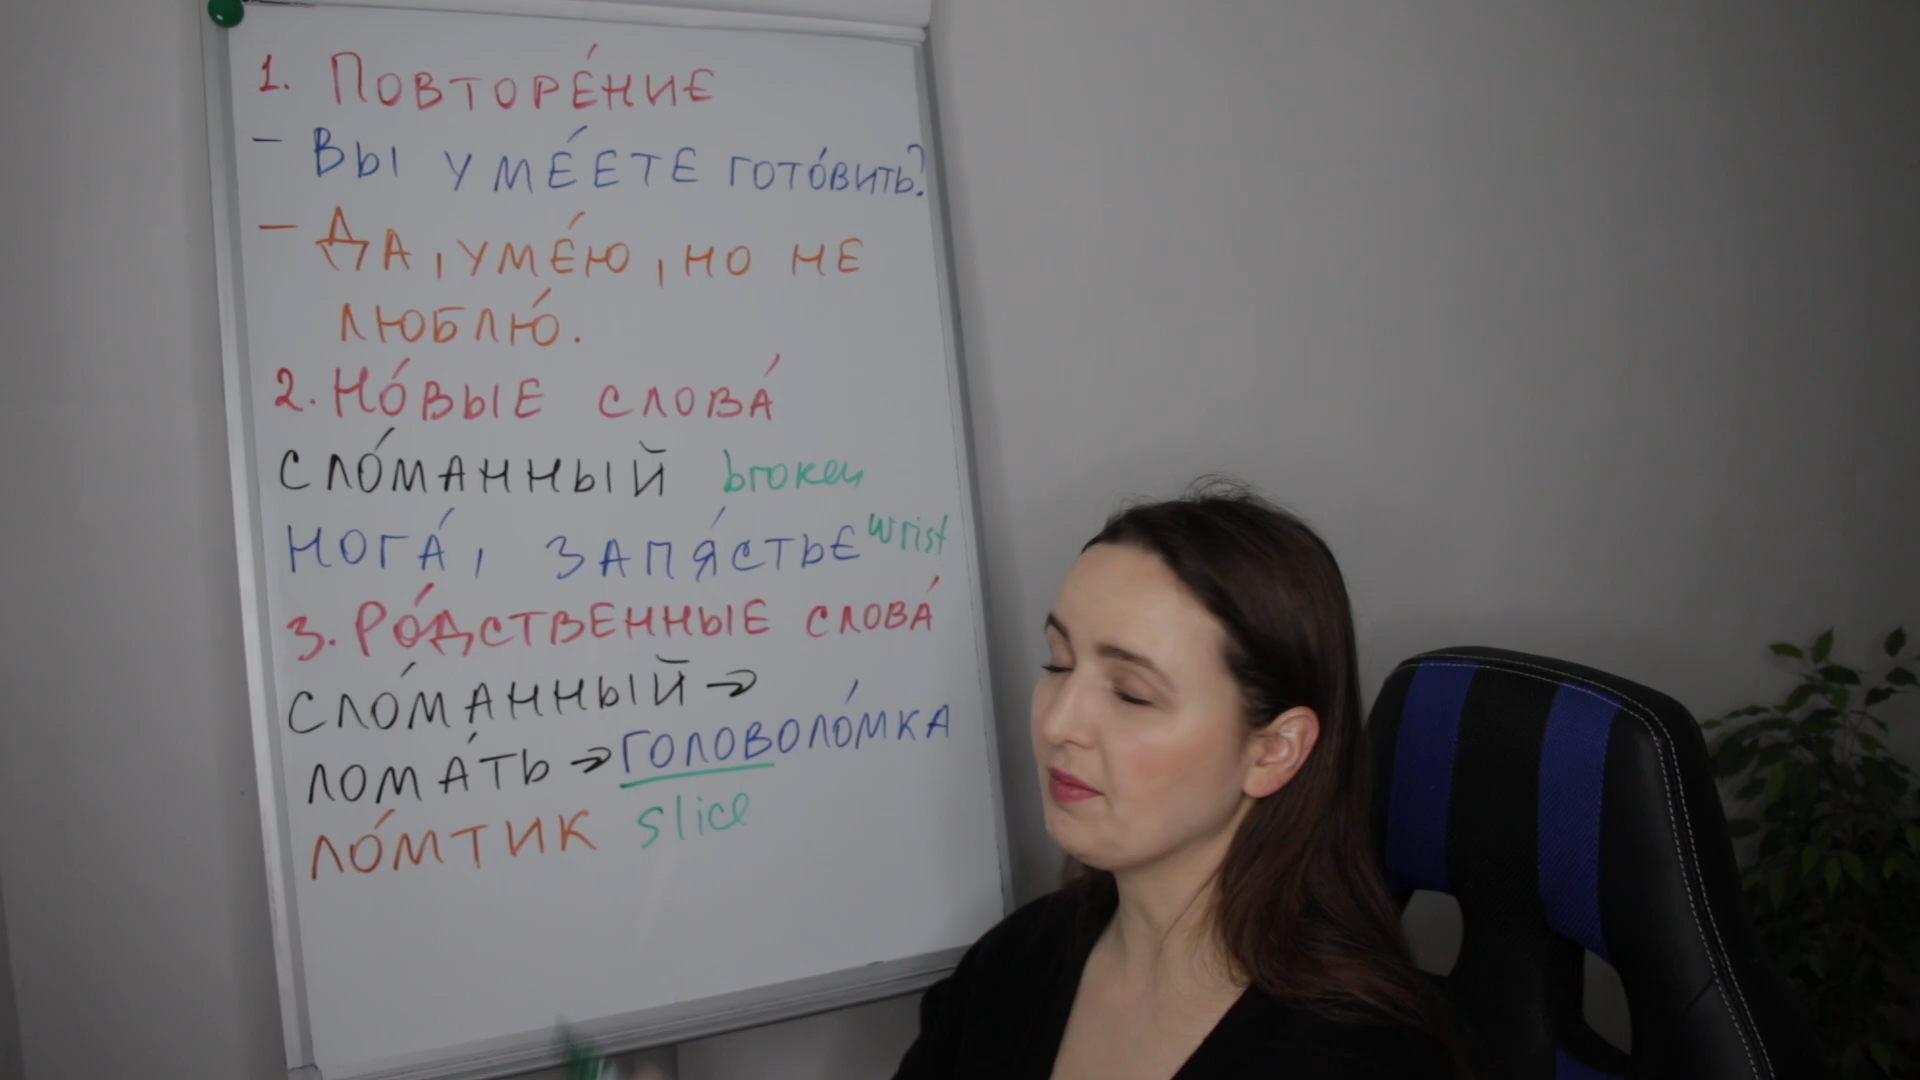 1. Повторе́ние
- Вы уме́ете гото́вить?
- Да, уме́ю, но не
люблю́.
2. Но́вые слова́
сло́манный broken
нога́, запя́стье wrist
3. Ро́дственные слова́
сло́манный →
лома́ть → головоло́мка
ло́мтик slice